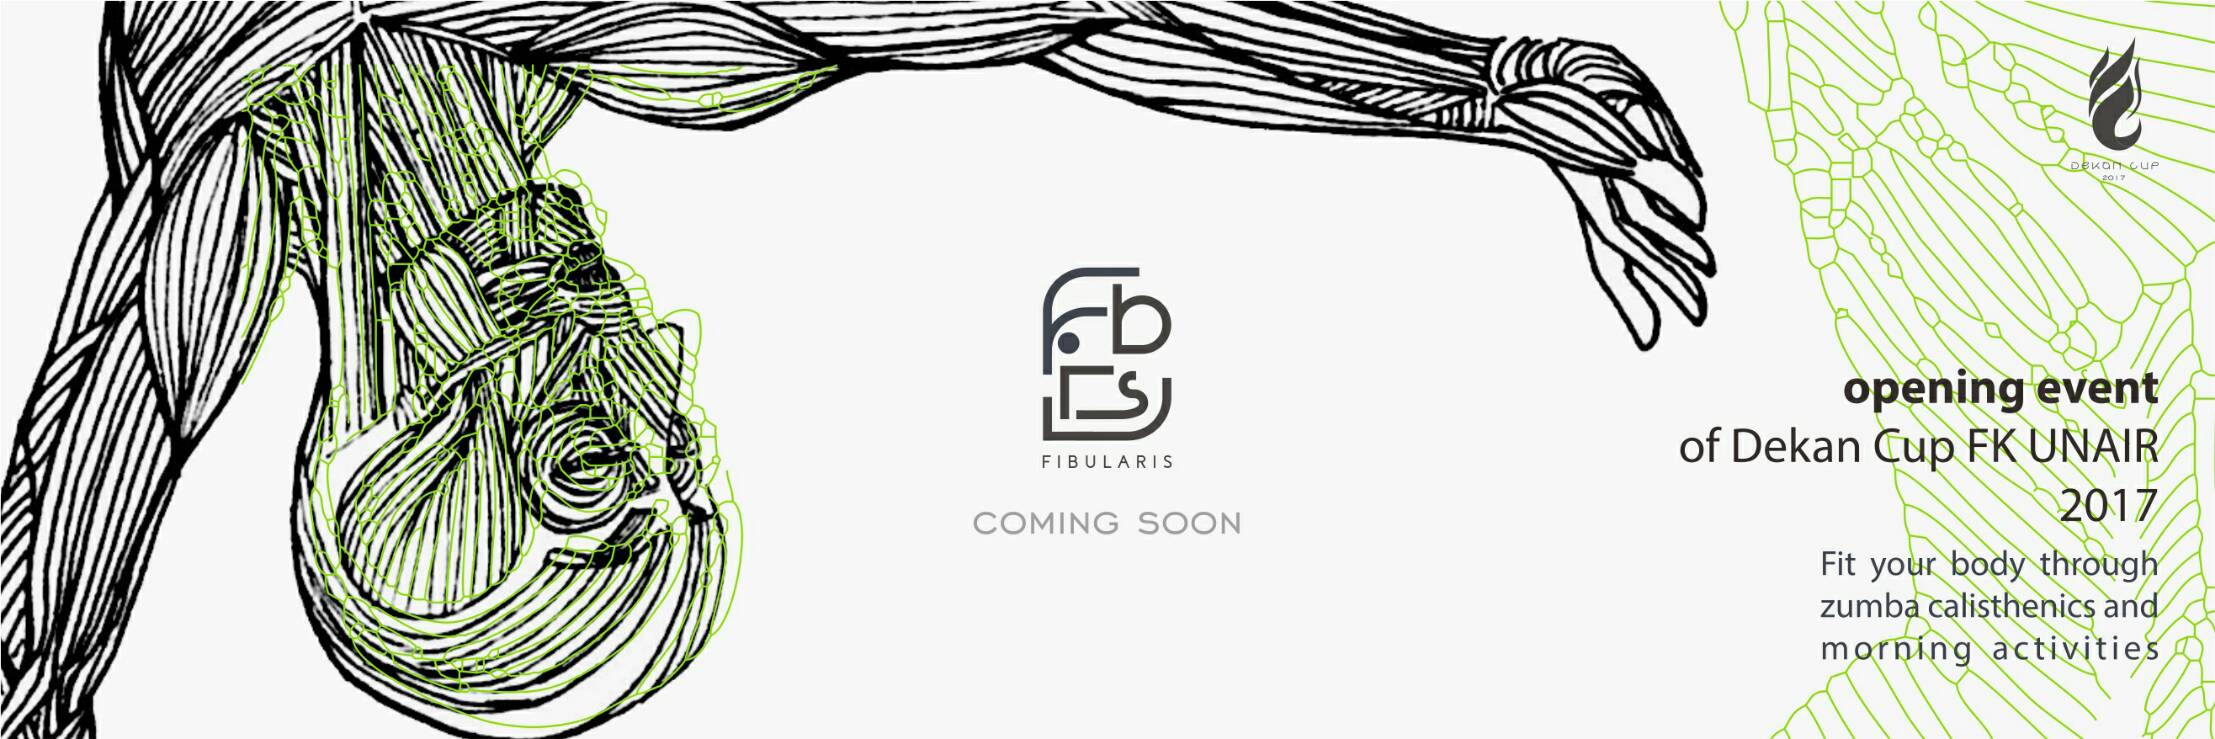 DEKAN CUP
2017
Fbls
FIBULARIS
COMING SOON
opening event
of Dekan Cup FK UNAIR
2017
Fit your body through
zumba calisthenics and
morning activities